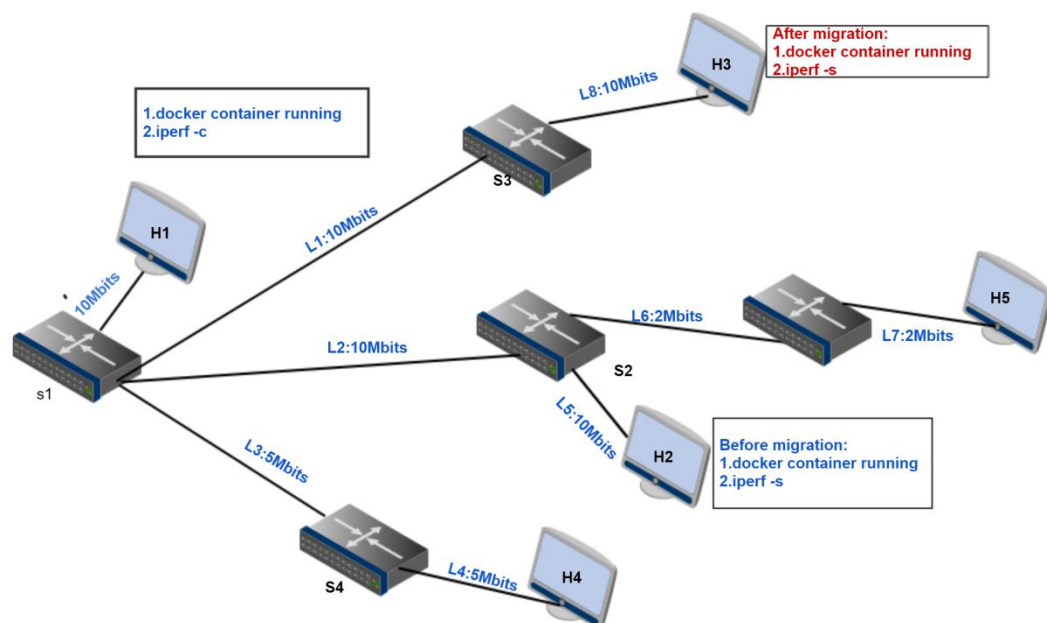 After migration:
1.docker container running
2.iperf -s
H3
L8:10Mbits
1.docker container running
2.iperf -c
S3
H1
L1:10Mbits
10Mbits
H5
L6:2Mbits
L7:2Mbits
L2:10Mbits
S2
s1
L5:10Mbits
H2
Before migration:
1.docker container running
2.iperf -s
L3:5Mbits
S4
L4:5Mbits
H4